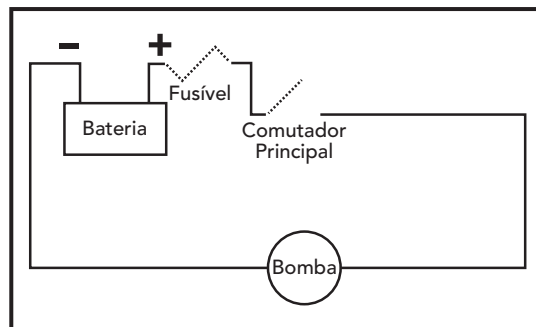 − +
Fusível
Bateria
Comutador
Principal
Bomba